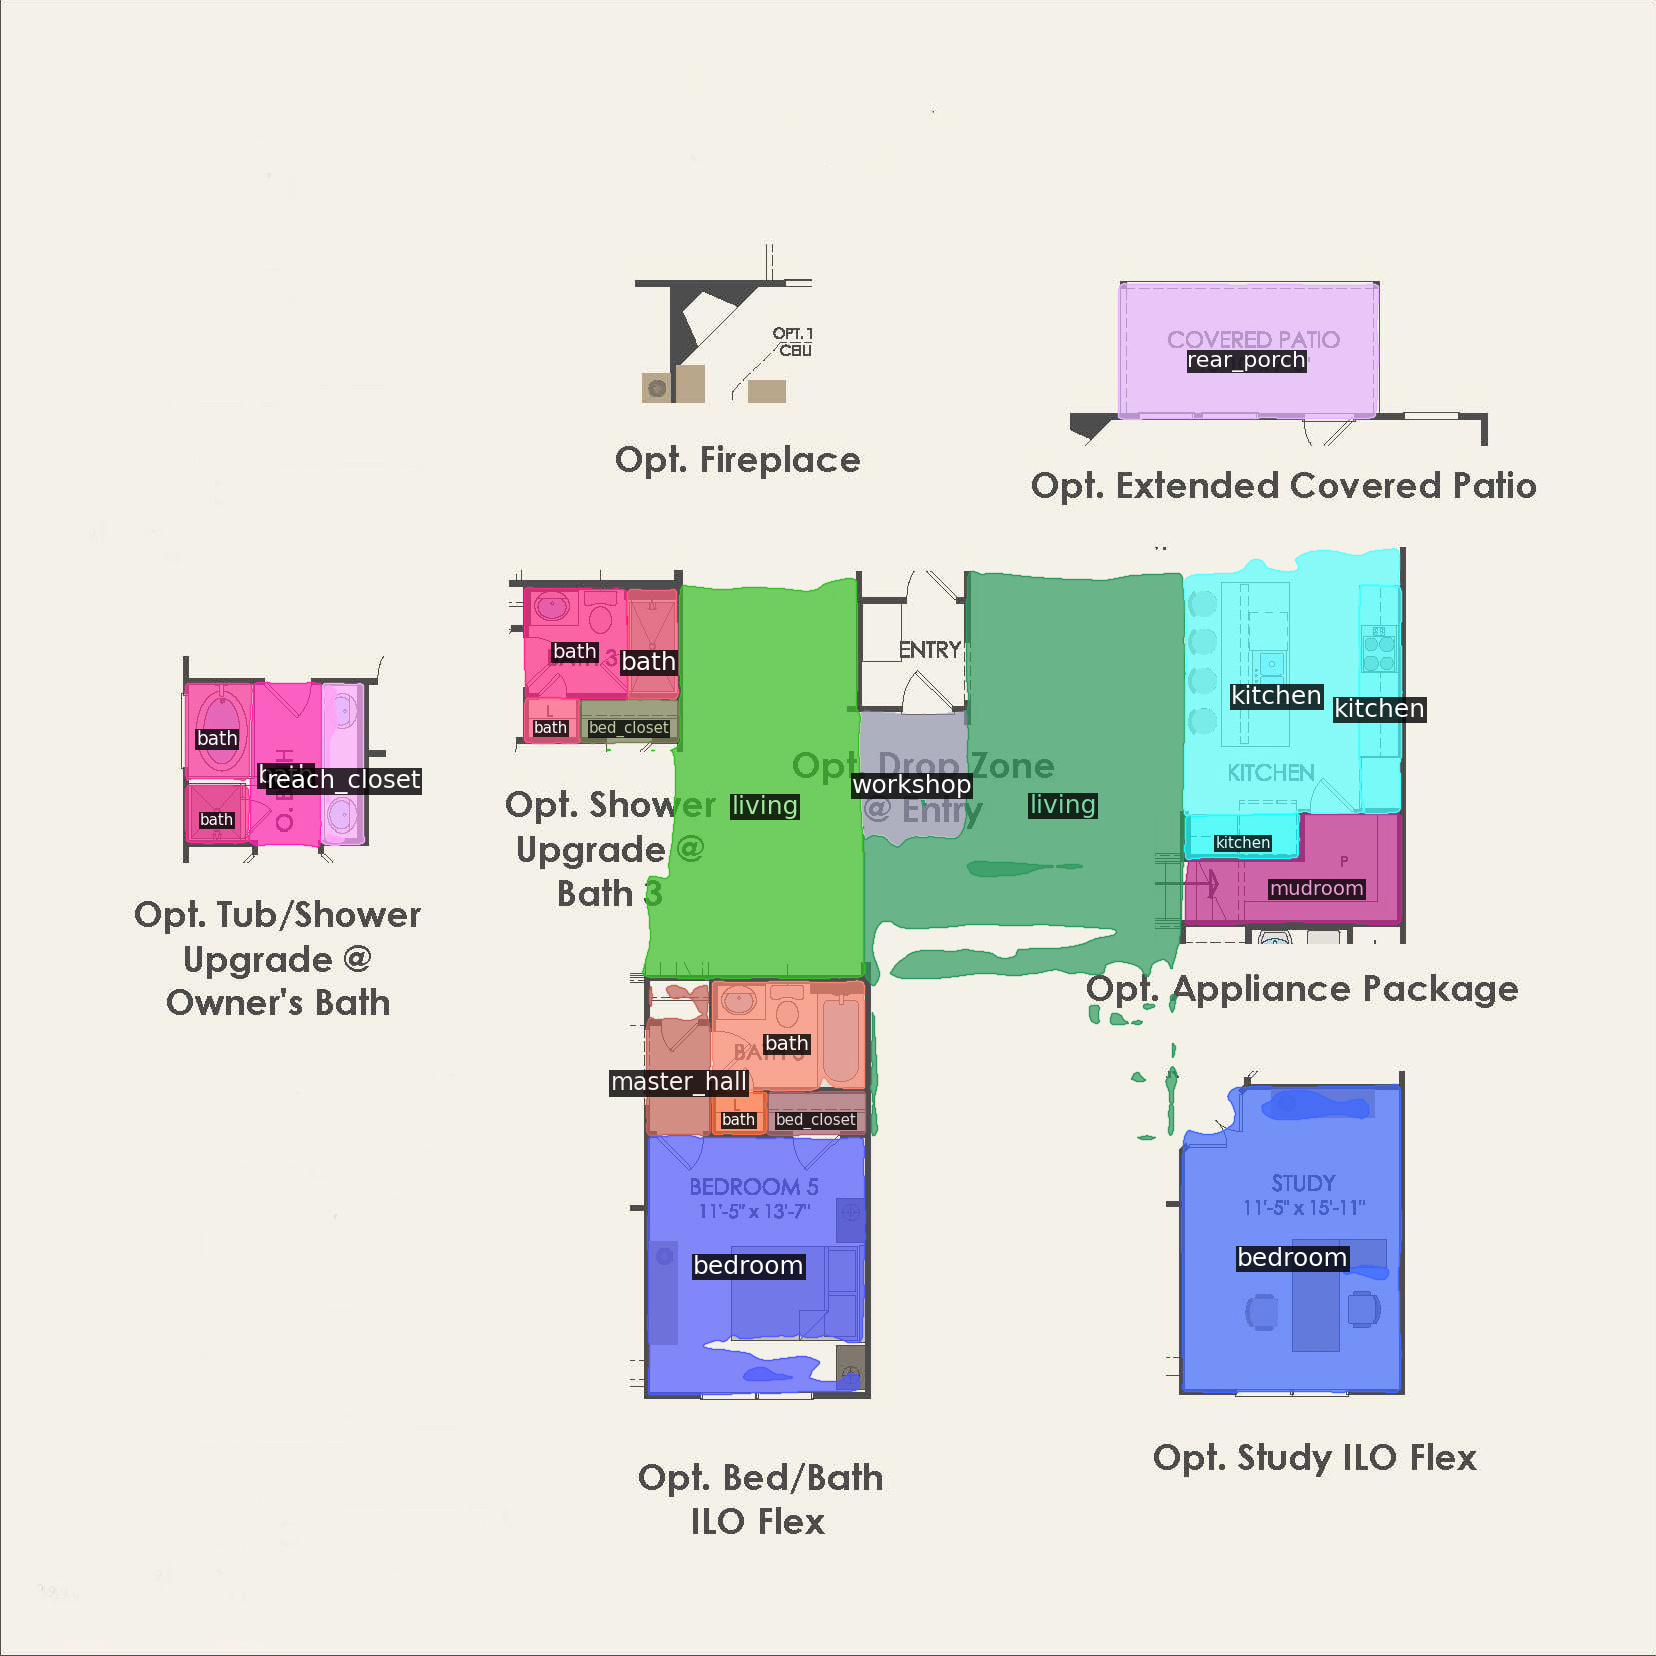 OPT. T
CEILI
Opt. Fireplace
COVERED PATIO
rear_porch
Opt. Extended Covered Patio
bath
bath
bath
L
bed_closet
Opt. Shower
Upgrade @
Bath 3
living
ENTRY
Opt. Drop Zone
@ Entry
workshop
living
kitchen
kitchen
KITCHEN
kitchen
P
mudroom
Opt. Appliance Package
bath
reach_closet
bath
Opt. Tub/Shower
Upgrade @
Owner's Bath
bath
master_hall
L
bath
bed_closet
BEDROOM 5
11'-5" x 13'-7"
bedroom
Opt. Bed/Bath
ILO Flex
STUDY
11'-5" x 15'-11"
bedroom
Opt. Study ILO Flex